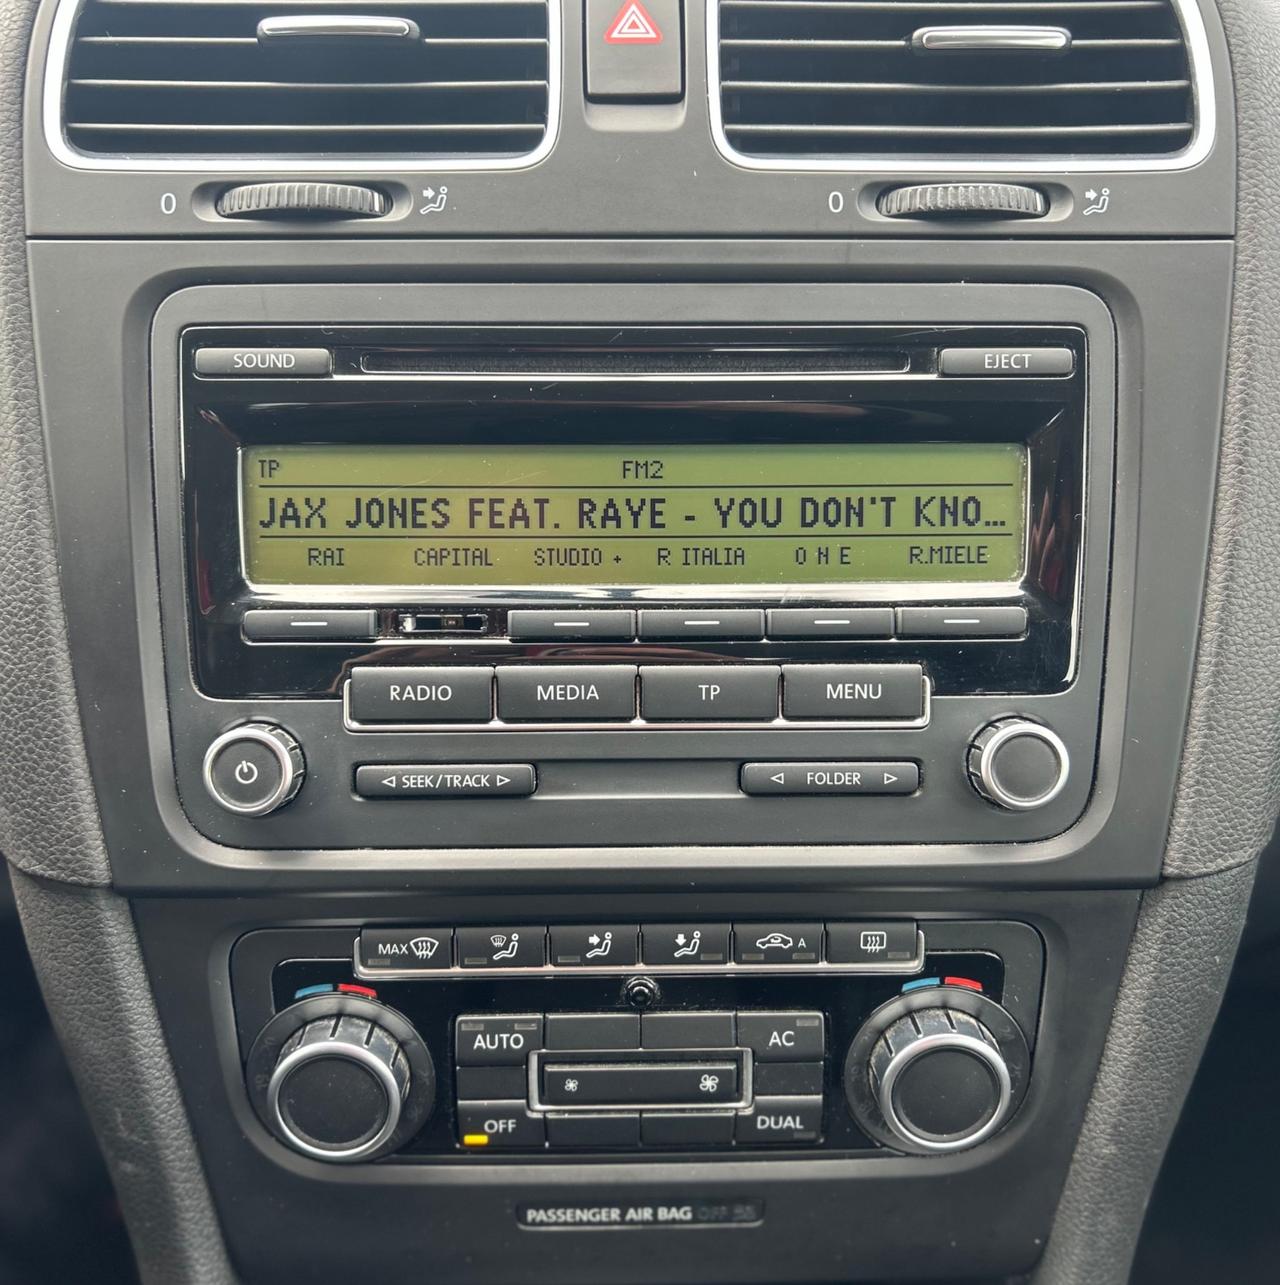 0 0
SOUND EJECT
TP FM2
JAX JONES FEAT. RAYE - YOU DON'T KNO...
RAI CAPITAL STUDIO + R ITALIA O N E R.MIELE
RADIO MEDIA TP MENU
SEEK/TRACK FOLDER
MAX A
AUTO AC
OFF DUAL
PASSENGER AIR BAG OFF